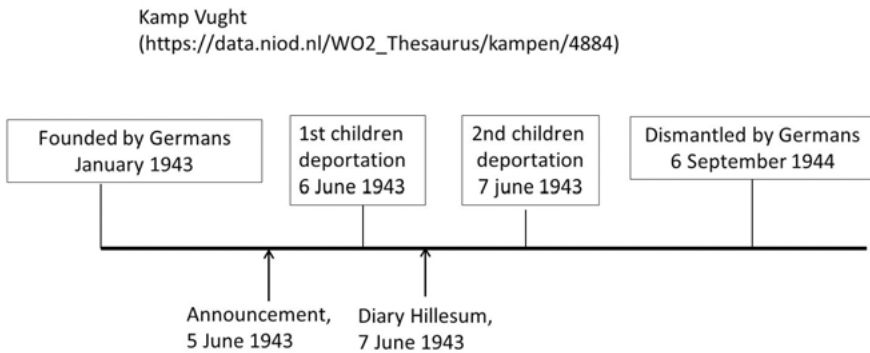 Kamp Vught
(https://data.niod.nl/WO2_Thesaurus/kampen/4884)
Founded by Germans
January 1943
1st children
deportation
6 June 1943
2nd children
deportation
7 june 1943
Dismantled by Germans
6 September 1944
Announcement,
5 June 1943
Diary Hillesum,
7 June 1943